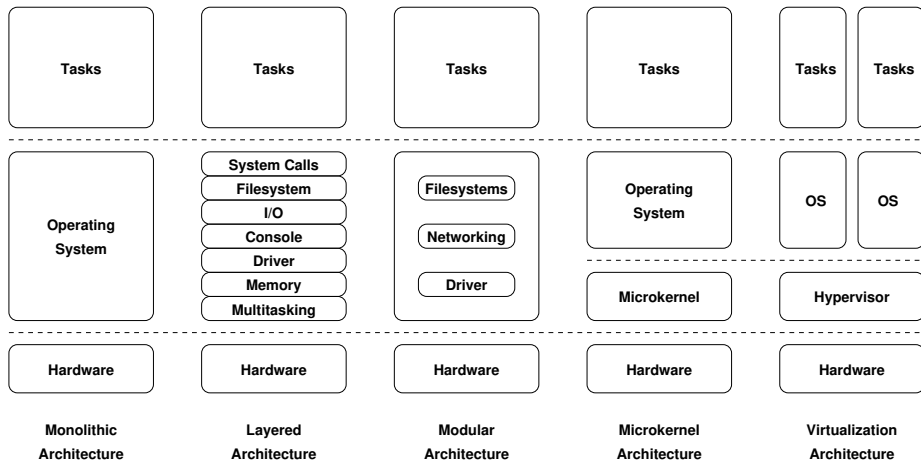 Tasks
Tasks
Tasks
Tasks
Tasks
Tasks
Operating
System
System Calls
Filesystem
I/O
Console
Driver
Memory
Multitasking
Filesystems
Networking
Driver
Operating
System
Microkernel
OS
OS
Hypervisor
Hardware
Hardware
Hardware
Hardware
Hardware
Monolithic
Architecture
Layered
Architecture
Modular
Architecture
Microkernel
Architecture
Virtualization
Architecture